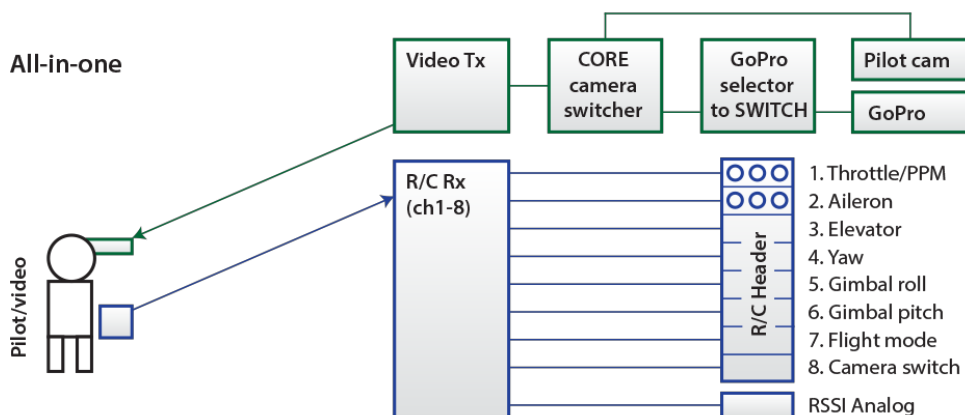 All-in-one
Video Tx
CORE
camera
switcher
GoPro
selector
to SWITCH
Pilot cam
GoPro
R/C Rx
(ch1-8)
R/C Header
1. Throttle/PPM
2. Aileron
3. Elevator
4. Yaw
5. Gimbal roll
6. Gimbal pitch
7. Flight mode
8. Camera switch
RSSI Analog
Pilot/video